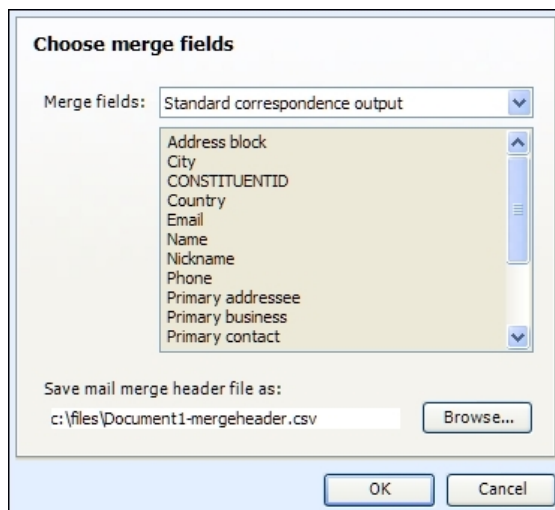 Choose merge fields
Merge fields: Standard correspondence output
Address block
City
CONSTITUENTID
Country
Email
Name
Nickname
Phone
Primary addressee
Primary business
Primary contact
Save mail merge header file as:
c:\files\Document1-mergeheader.csv Browse...
OK Cancel